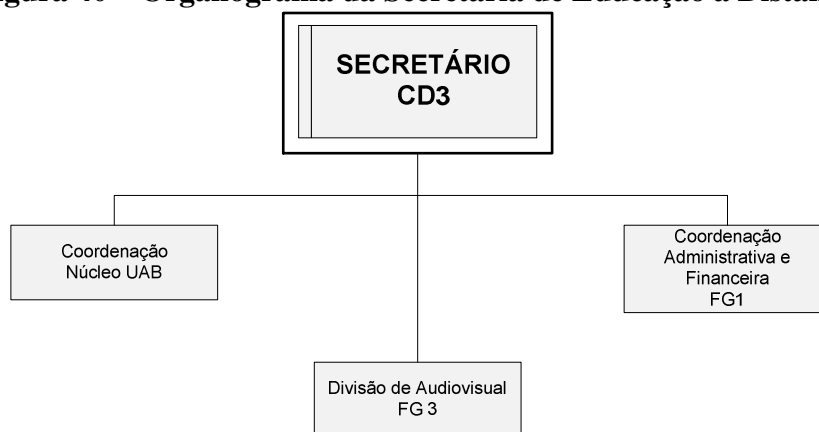 Organograma da Secretaria de Educação a
SECRETÁRIO
CD3
Coordenação
Núcleo UAB
Coordenação
Administrativa e
Financeira
FG1
Divisão de Audiovisual
FG 3